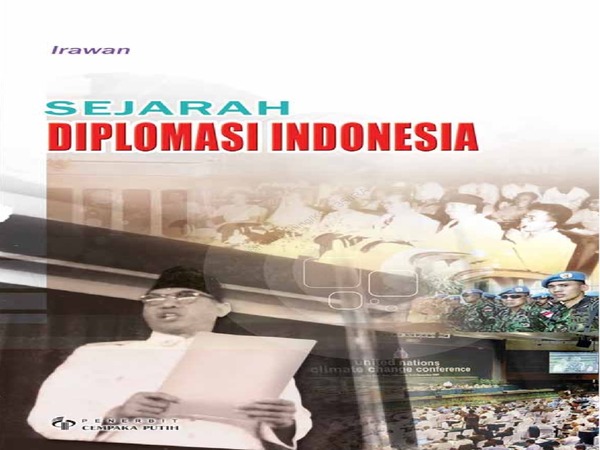 Irawan
SEJARAH
DIPLOMASI INDONESIA
united nations
climate change conference
PENERBIT
CEMPAKA PUTIH